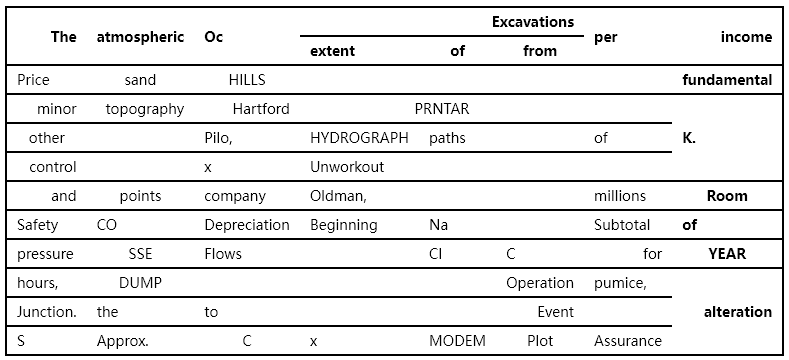 The atmospheric Oc Excavations per income
extent of from
Price sand HILLS fundamental
minor topography Hartford PRNTAR
other Pilo, HYDROGRAPH paths of K.
control x Unworkout
and points company Oldman, millions Room
Safety CO Depreciation Beginning Na Subtotal of
pressure SSE Flows CI C for YEAR
hours, DUMP Operation pumice,
Junction. the to Event alteration
S Approx. C x MODEM Plot Assurance